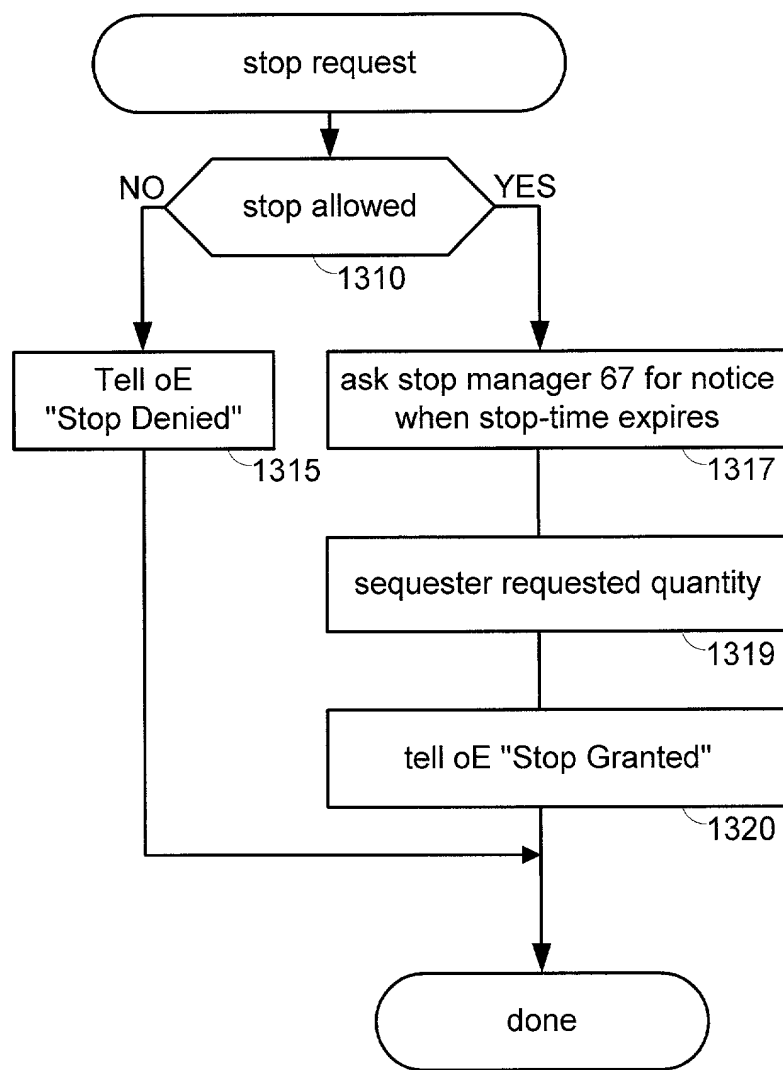 stop request
NO
YES
stop allowed
1310
Tell oE
"Stop Denied"
1315
ask stop manager 67 for notice
when stop-time expires
1317
sequester requested quantity
1319
tell oE "Stop Granted"
1320
done